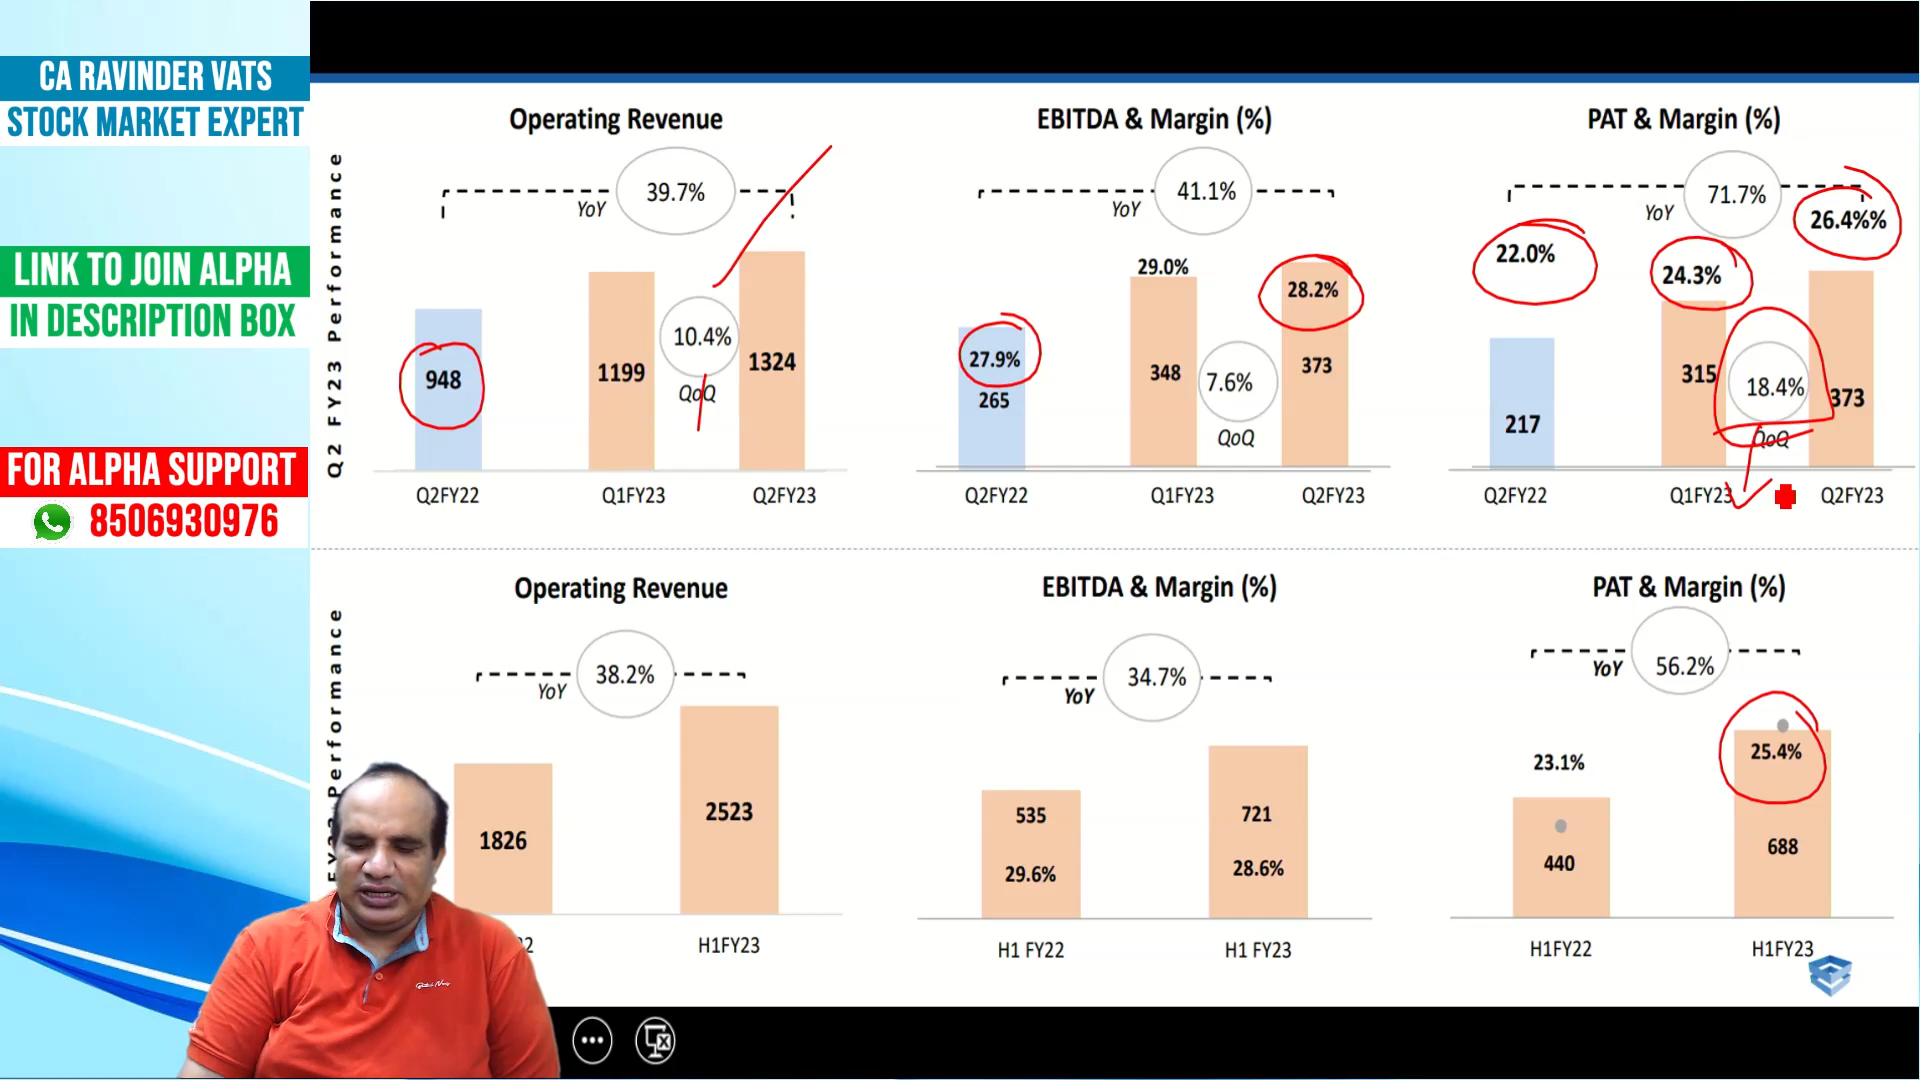 CA RAVINDER VATS
STOCK MARKET EXPERT
LINK TO JOIN ALPHA
IN DESCRIPTION BOX
FOR ALPHA SUPPORT
8506930976
Q2 FY23 Performance
Operating Revenue
39.7%
YoY
948
1199
10.4%
QoQ
1324
Q2FY22
Q1FY23
Q2FY23
EBITDA & Margin (%)
41.1%
YoY
27.9%
265
29.0%
348
7.6%
QoQ
28.2%
373
Q2FY22
Q1FY23
Q2FY23
PAT & Margin (%)
71.7%
YoY
22.0%
217
24.3%
315
18.4%
QoQ
26.4%%
373
Q2FY22
Q1FY23
Q2FY23
Performance
Operating Revenue
38.2%
YoY
1826
2523
2
H1FY23
EBITDA & Margin (%)
34.7%
YoY
535
29.6%
721
28.6%
H1 FY22
H1 FY23
PAT & Margin (%)
56.2%
YoY
23.1%
440
25.4%
688
H1FY22
H1FY23